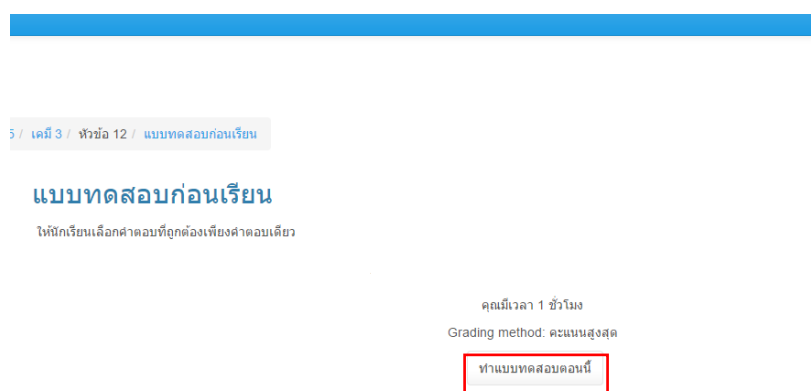 5 / เคมี 3 / หัวข้อ 12 / แบบทดสอบก่อนเรียน
แบบทดสอบก่อนเรียน
ให้นักเรียนเลือกคำตอบที่ถูกต้องเพียงคำตอบเดียว
คุณมีเวลา 1 ชั่วโมง
Grading method: คะแนนสูงสุด
ทำแบบทดสอบตอนนี้